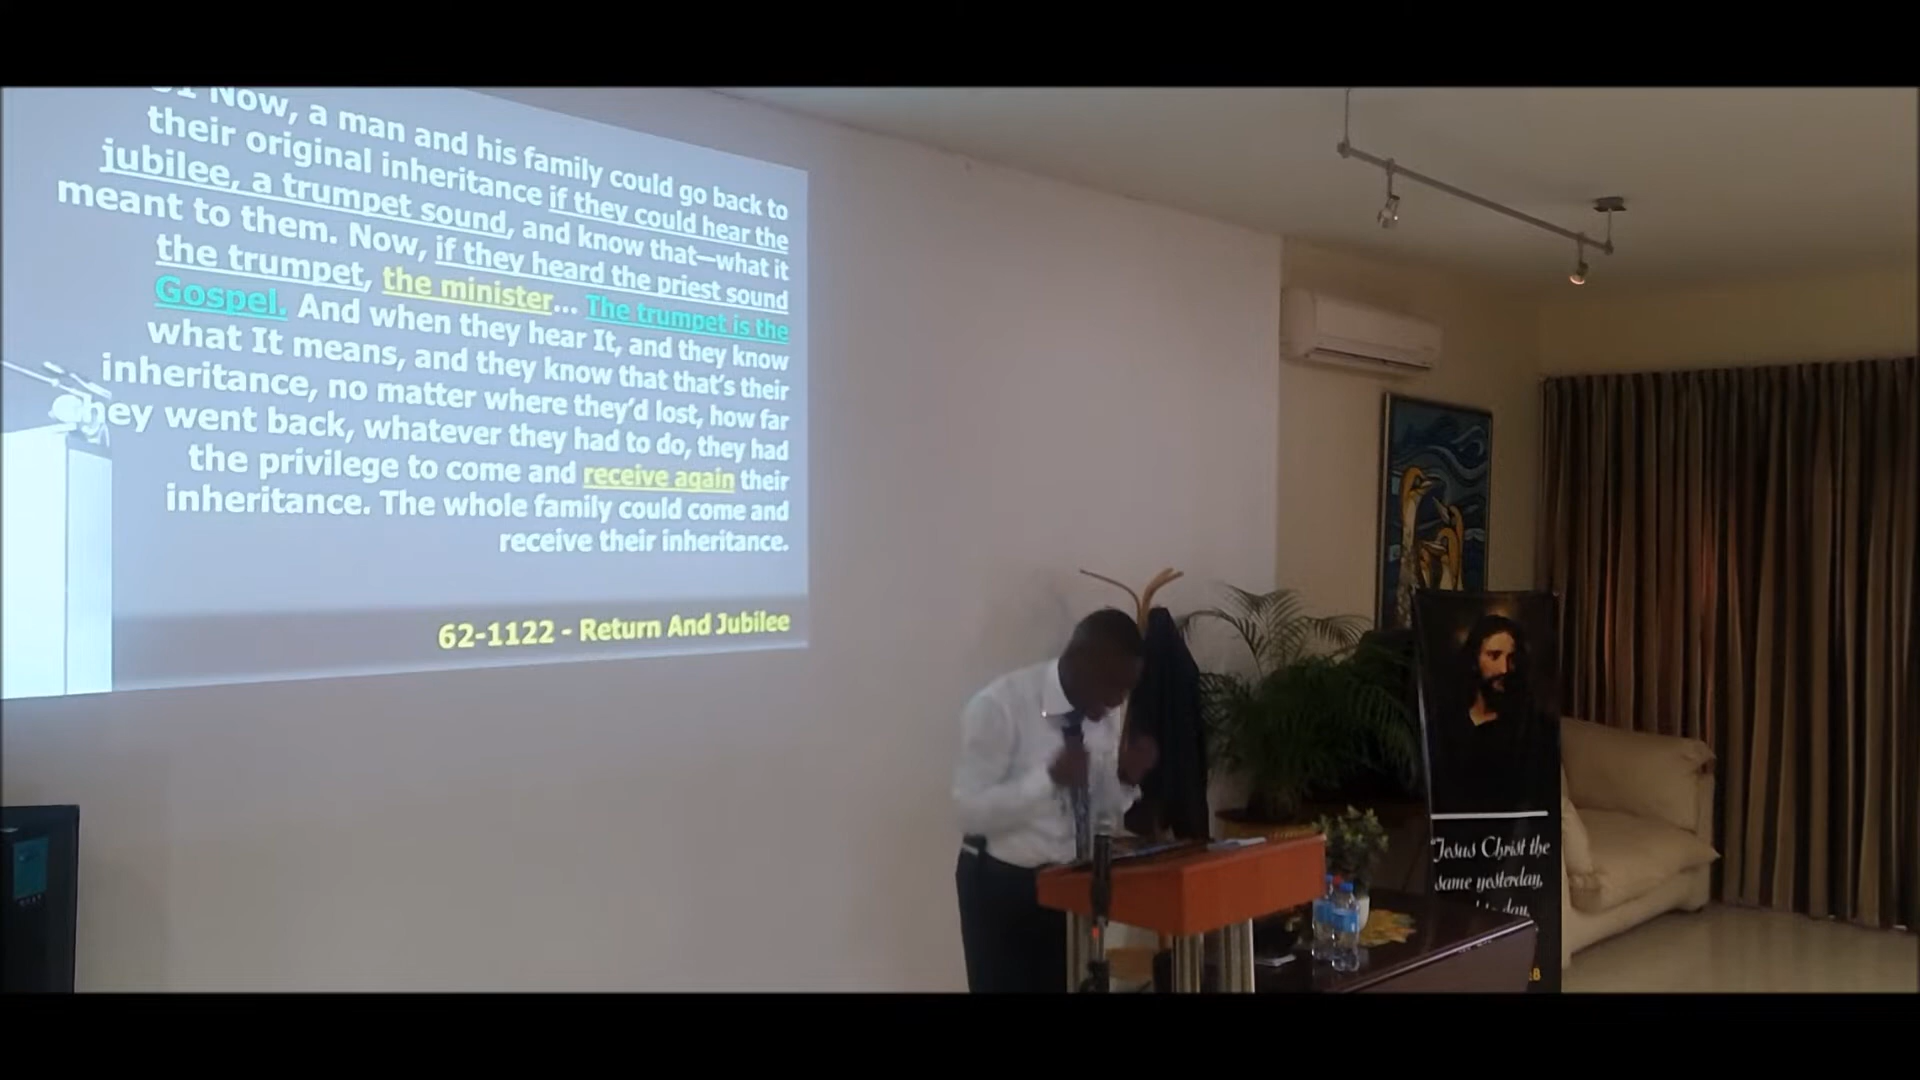 Now, a man and his family could go back to
their original inheritance if they could hear the
jubilee, a trumpet sound, and know that—what it
meant to them. Now, if they heard the priest sound
the trumpet, the minister... The trumpet is the
Gospel. And when they hear It, and they know
what It means, and they know that that's their
inheritance, no matter where they'd lost, how far
they went back, whatever they had to do, they had
the privilege to come and receive again their
inheritance. The whole family could come and
receive their inheritance.
62-1122 - Return And Jubilee
"Jesus Christ the
same yesterday,
day,
8